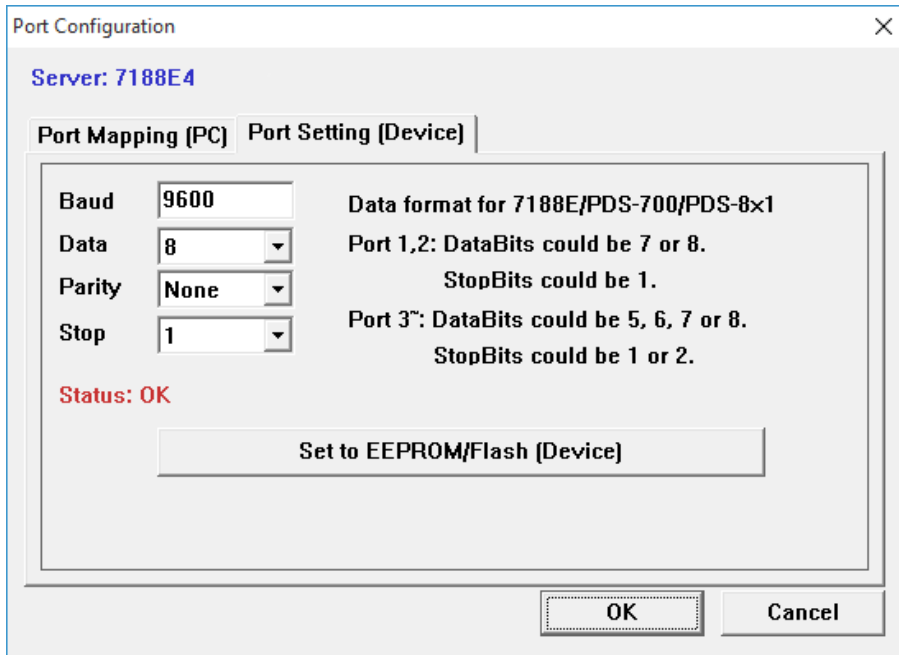 Port Configuration
Server: 7188E4
Port Mapping (PC) Port Setting (Device)
Baud 9600
Data 8
Parity None
Stop 1
Data format for 7188E/PDS-700/PDS-8x1
Port 1,2: DataBits could be 7 or 8.
StopBits could be 1.
Port 3~: DataBits could be 5, 6, 7 or 8.
StopBits could be 1 or 2.
Status: OK
Set to EEPROM/Flash (Device)
OK Cancel